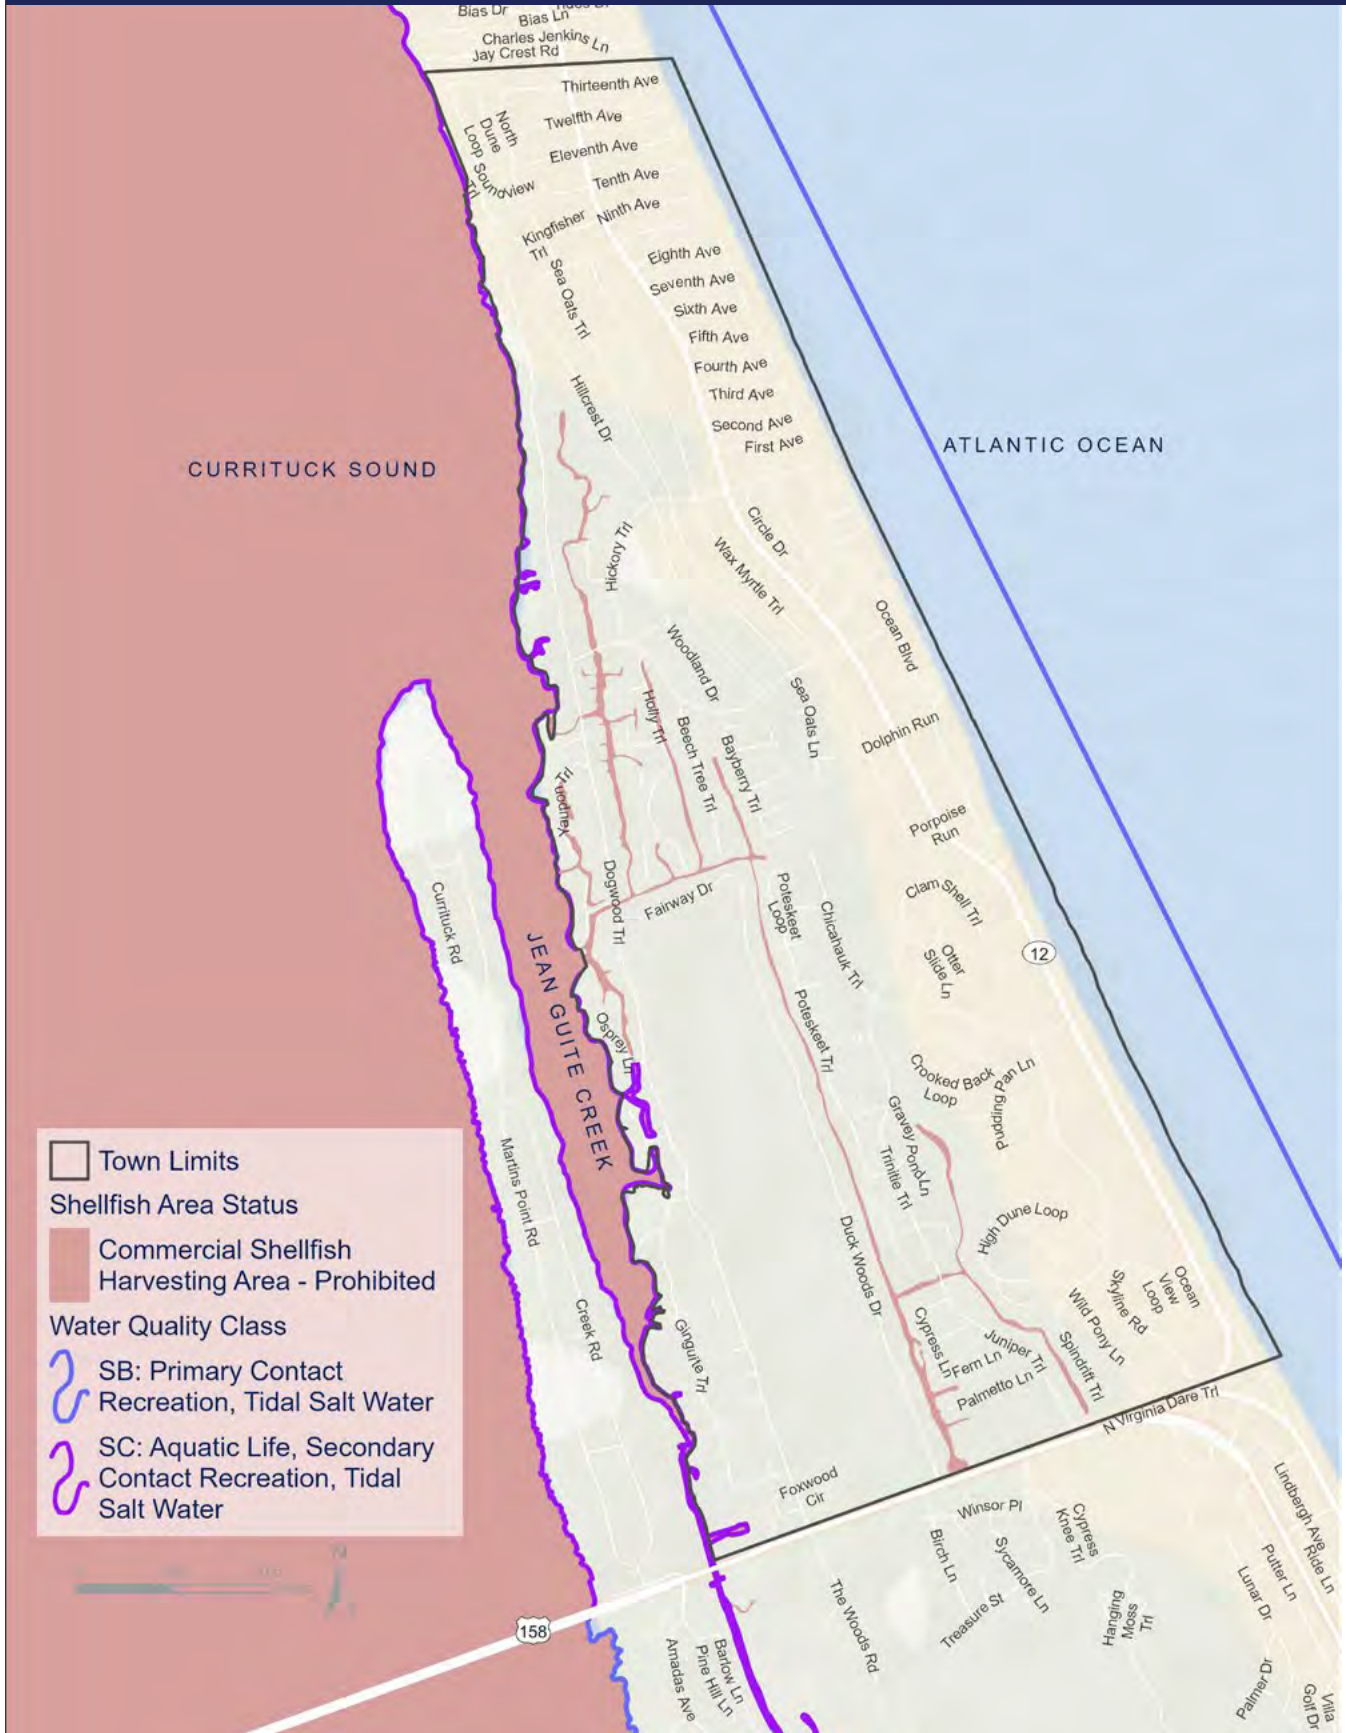 Bias Dr
Bias Ln
Charles Jenkins Ln
Jay Crest Rd
Thirteenth Ave
North
Dune
Loop
Twelfth Ave
Eleventh Ave
Soundview
Trl
Tenth Ave
Ninth Ave
Kingfisher
Trl
Sea Oats Trl
Eighth Ave
Seventh Ave
Sixth Ave
Fifth Ave
Fourth Ave
Third Ave
Second Ave
First Ave
Hillcrest Dr
CURRITUCK SOUND
ATLANTIC OCEAN
Hickory Trl
Circle Dr
Wax Myrtle Trl
Ocean Blvd
Woodland Dr
Holly Trl
Beech Tree Trl
Bayberry Trl
Sea Oats Ln
Dolphin Run
Yaupon Trl
Porpoise
Run
Currituck Rd
Dogwood Trl
Fairway Dr
Poteskeet
Loop
Chicahauk Trl
Clam Shell Trl
Otter
Slide Ln
12
JEAN GUITE CREEK
Osprey Ln
Poteskeet Trl
Crooked Back
Loop
Pudding Pan Ln
Gravey Pond Ln
Trinitie Trl
Martins Point Rd
High Dune Loop
Duck Woods Dr
Ocean
View
Loop
Skyline Rd
Wild Pony Ln
Creek Rd
Ginguite Trl
Cypress Ln
Fern Ln
Juniper Trl
Palmetto Ln
Spindrift Trl
N Virginia Dare Trl
Town Limits
Shellfish Area Status
Commercial Shellfish
Harvesting Area - Prohibited
Water Quality Class
SB: Primary Contact
Recreation, Tidal Salt Water
SC: Aquatic Life, Secondary
Contact Recreation, Tidal
Salt Water
N
Foxwood
Cir
Winsor Pl
Cypress
Knee Trl
Lindbergh Ave
Ride Ln
Birch Ln
Sycamore Ln
Putter Ln
Lunar Dr
The Woods Rd
Treasure St
Hanging
Moss
Trl
158
Amadas Ave
Barlow Ln
Pine Hill Ln
Palmer Dr
Villa
Golf Dr